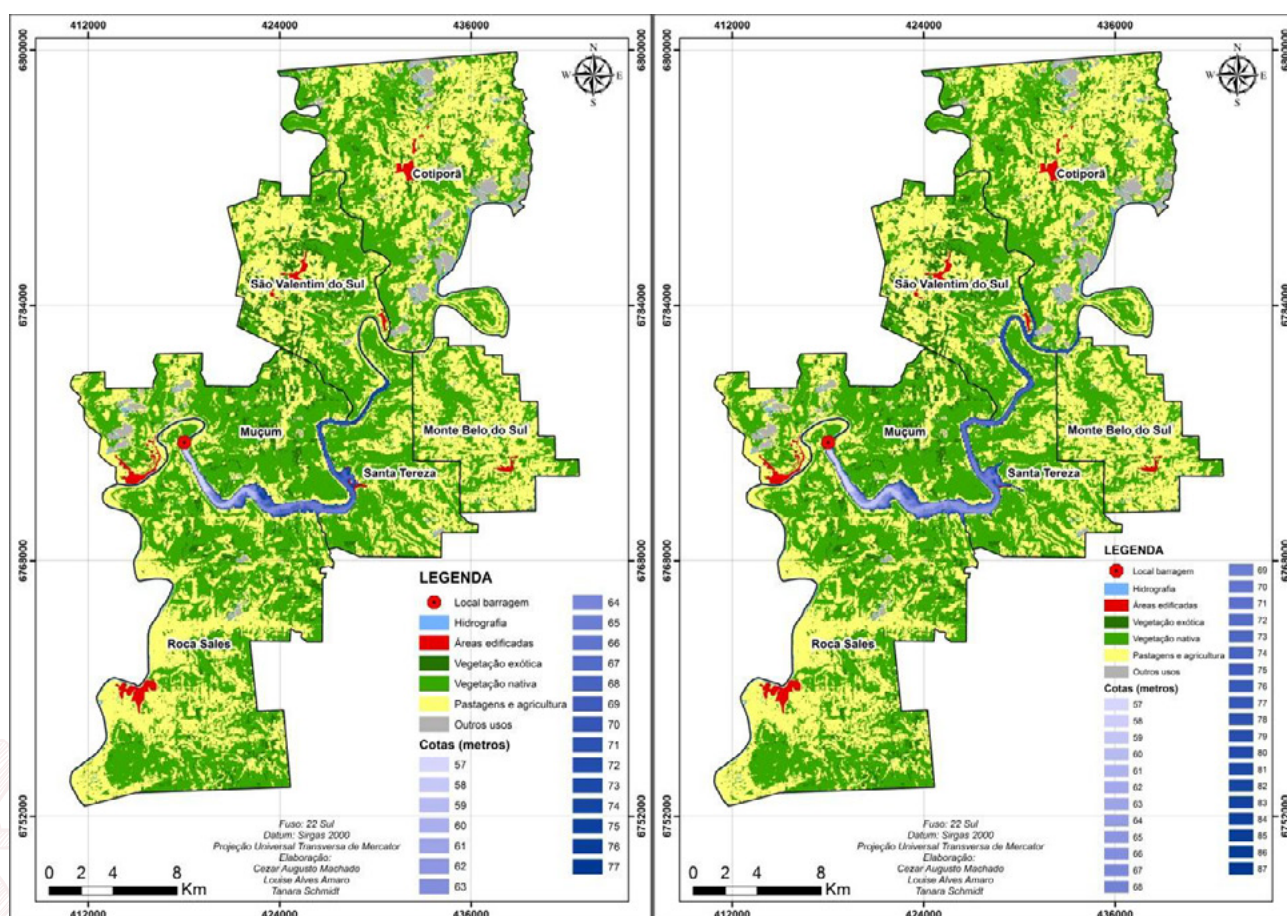 412000
424000
436000
6800000
6784000
6768000
6752000
N
W
E
S
Cotiporã
São Valentim do Sul
Muçum
Monte Belo do Sul
Santa Tereza
Roca Sales
LEGENDA
Local barragem
Hidrografia
Áreas edificadas
Vegetação exótica
Vegetação nativa
Pastagens e agricultura
Outros usos
Cotas (metros)
57
58
59
60
61
62
63
64
65
66
67
68
69
70
71
72
73
74
75
76
77
Fuso: 22 Sul
Datum: Sirgas 2000
Projeção Universal Transversa de Mercator
Elaboração:
Cezar Augusto Machado
Louise Alves Amaro
Tanara Schmidt
0 2 4 8
Km
412000
424000
436000
412000
424000
436000
6800000
6784000
6768000
6752000
N
W
E
S
Cotiporã
São Valentim do Sul
Muçum
Monte Belo do Sul
Santa Tereza
Roca Sales
LEGENDA
Local barragem
Hidrografia
Áreas edificadas
Vegetação exótica
Vegetação nativa
Pastagens e agricultura
Outros usos
Cotas (metros)
57
58
59
60
61
62
63
64
65
66
67
68
69
70
71
72
73
74
75
76
77
78
79
80
81
82
83
84
85
86
87
Fuso: 22 Sul
Datum: Sirgas 2000
Projeção Universal Transversa de Mercator
Elaboração:
Cezar Augusto Machado
Louise Alves Amaro
Tanara Schmidt
0 2 4 8
Km
412000
424000
436000